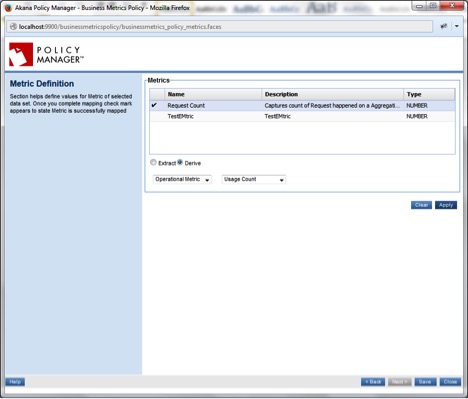 Akana Policy Manager - Business Metrics Policy - Mozilla Firefox
localhost:9900/businessmetricspolicy/businessmetrics_policy_metrics.faces
POLICY
MANAGER™
Metric Definition
Section helps define values for Metric of selected
data set. Once you complete mapping check mark
appears to state Metric is successfully mapped
Metrics
Name Description Type
Request Count Captures count of Request happened on a Aggregati... NUMBER
TestEMtric TestEMtric NUMBER
Extract Derive
Operational Metric Usage Count
Clear Apply
Help < Back Next > Save Close